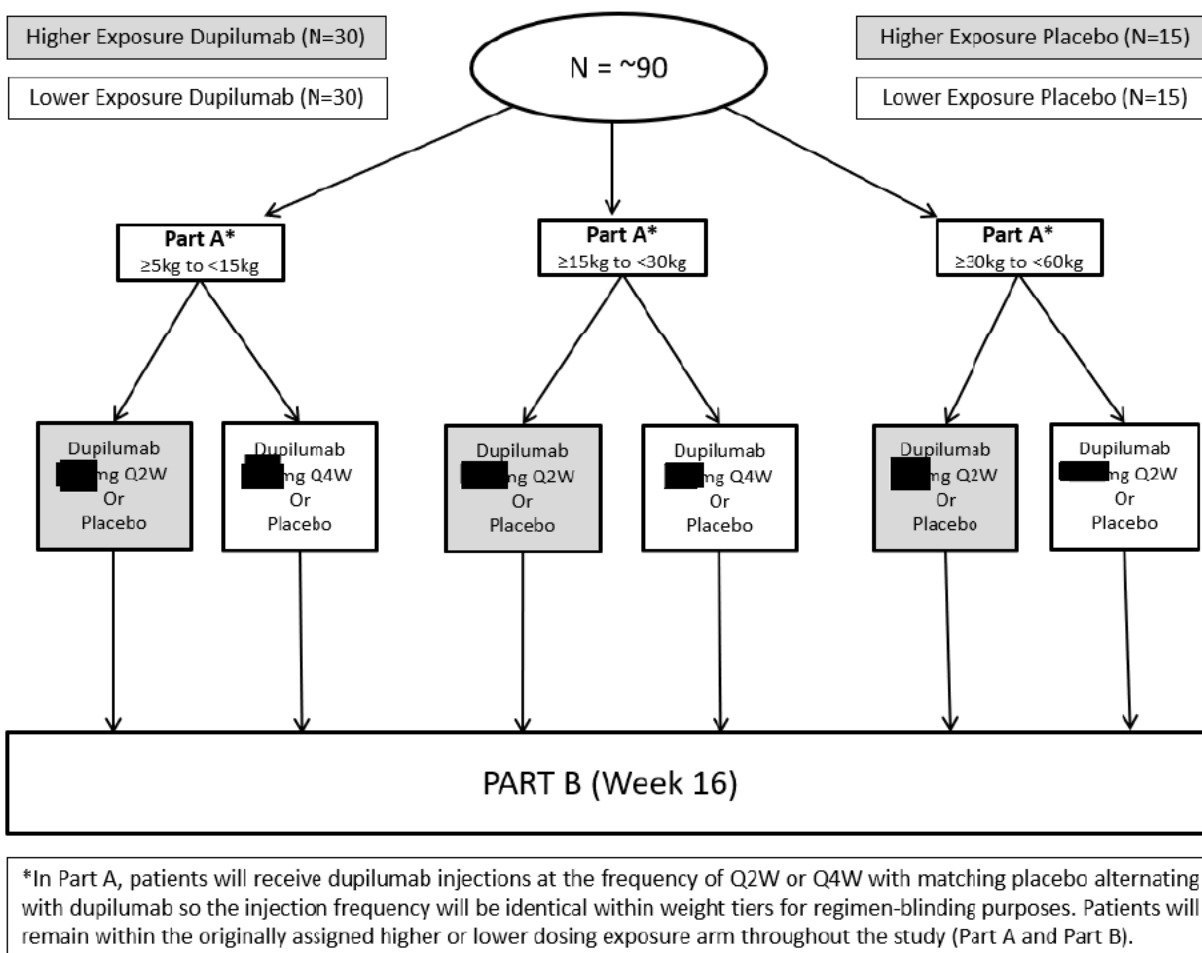 Higher Exposure Dupilumab (N=30)
Lower Exposure Dupilumab (N=30)
N = ~90
Higher Exposure Placebo (N=15)
Lower Exposure Placebo (N=15)
Part A*
≥5kg to <15kg
Part A*
≥15kg to <30kg
Part A*
≥30kg to <60kg
Dupilumab
mg Q2W
Or
Placebo
Dupilumab
mg Q4W
Or
Placebo
Dupilumab
mg Q2W
Or
Placebo
Dupilumab
mg Q4W
Or
Placebo
Dupilumab
mg Q2W
Or
Placebo
Dupilumab
mg Q2W
Or
Placebo
PART B (Week 16)
*In Part A, patients will receive dupilumab injections at the frequency of Q2W or Q4W with matching placebo alternating
with dupilumab so the injection frequency will be identical within weight tiers for regimen-blinding purposes. Patients will
remain within the originally assigned higher or lower dosing exposure arm throughout the study (Part A and Part B).